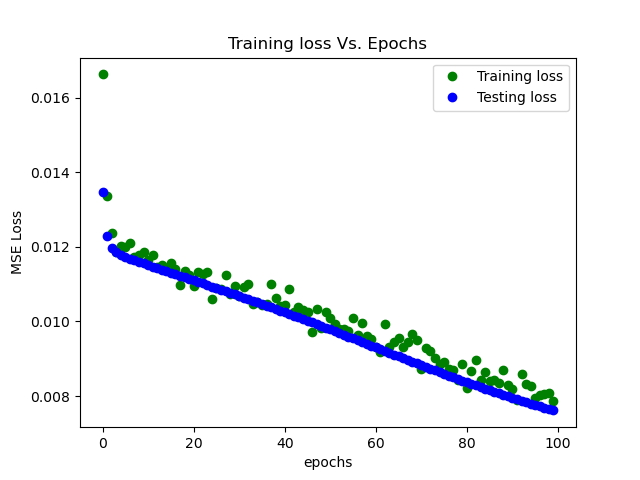 Training loss Vs. Epochs
Training loss
Testing loss
MSE Loss
0.016
0.014
0.012
0.010
0.008
0
20
40
60
80
100
epochs